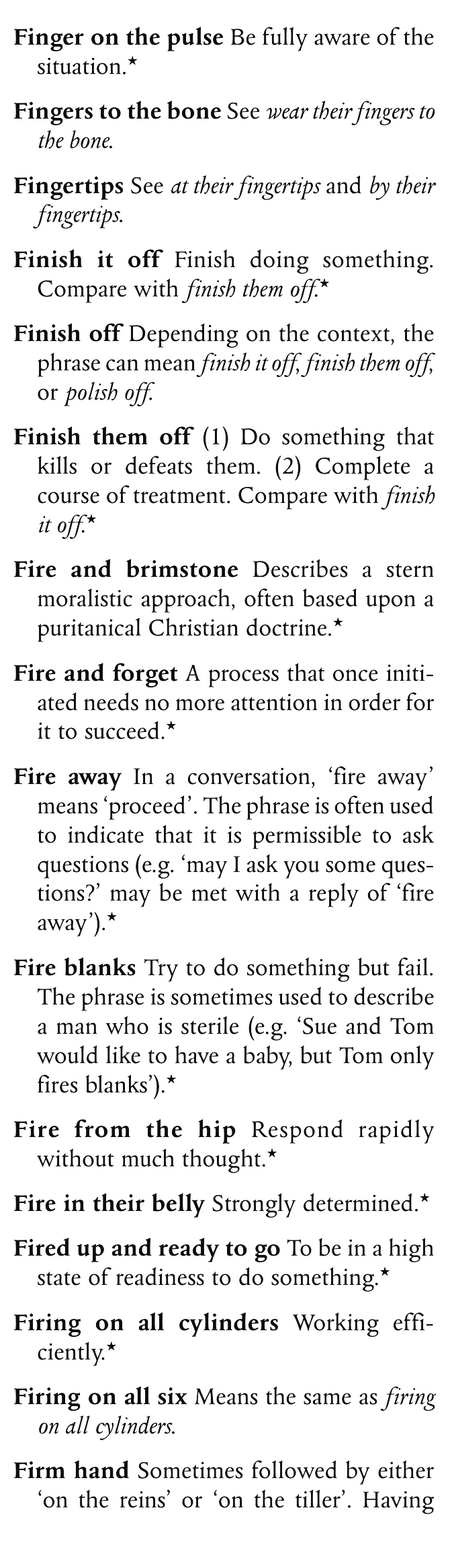 Finger on the pulse Be fully aware of the
situation.★
Fingers to the bone See wear their fingers to
the bone.
Fingertips See at their fingertips and by their
fingertips.
Finish it off Finish doing something.
Compare with finish them off.★
Finish off Depending on the context, the
phrase can mean finish it off, finish them off,
or polish off.
Finish them off (1) Do something that
kills or defeats them. (2) Complete a
course of treatment. Compare with finish
it off.★
Fire and brimstone Describes a stern
moralistic approach, often based upon a
puritanical Christian doctrine.★
Fire and forget A process that once initi-
ated needs no more attention in order for
it to succeed.★
Fire away In a conversation, ‘fire away’
means ‘proceed’. The phrase is often used
to indicate that it is permissible to ask
questions (e.g. ‘may I ask you some ques-
tions?’ may be met with a reply of ‘fire
away’).★
Fire blanks Try to do something but fail.
The phrase is sometimes used to describe
a man who is sterile (e.g. ‘Sue and Tom
would like to have a baby, but Tom only
fires blanks’).★
Fire from the hip Respond rapidly
without much thought.★
Fire in their belly Strongly determined.★
Fired up and ready to go To be in a high
state of readiness to do something.★
Firing on all cylinders Working effi-
ciently.★
Firing on all six Means the same as firing
on all cylinders.
Firm hand Sometimes followed by either
‘on the reins’ or ‘on the tiller’. Having